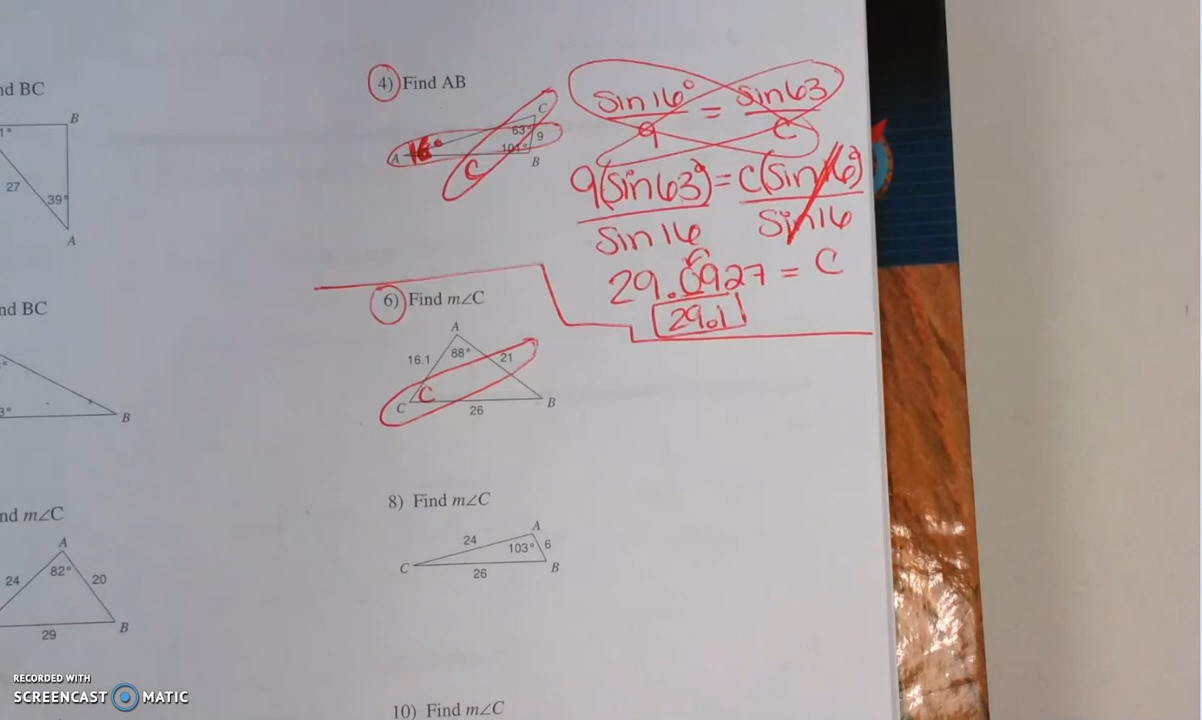 nd BC
B
1°
27
39°
A
nd BC
3°
B
nd m∠C
A
82°
24
20
B
29
4) Find AB
C
63°
9
A
16°
101°
C
B
sin 16° = sin 63
9 c
9(sin 63°) = c(sin 16°)
sin 16 sin 16
29.0927 = C
29.1
6) Find m∠C
A
16.1
88°
21
C
C
B
26
8) Find m∠C
A
24
103°
6
C
B
26
10) Find m∠C
RECORDED WITH
SCREENCAST MATIC